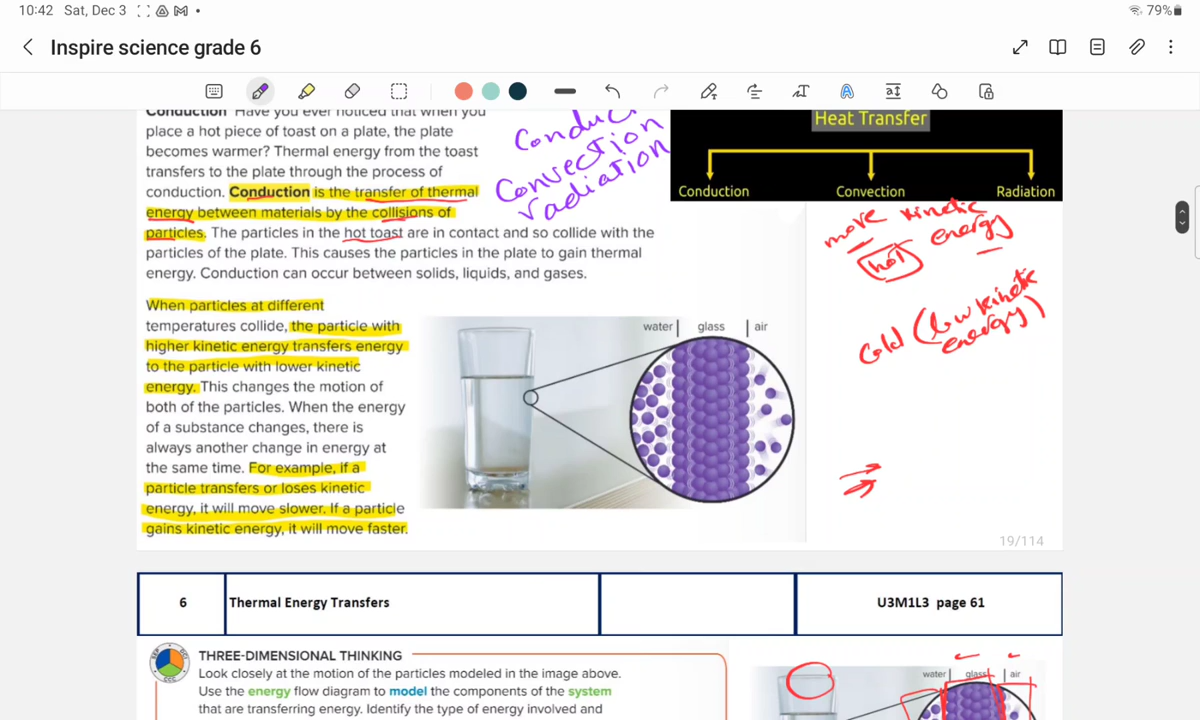 10:42 Sat, Dec 3
79%
Inspire science grade 6
Conduction Have you ever noticed that when you
place a hot piece of toast on a plate, the plate
becomes warmer? Thermal energy from the toast
transfers to the plate through the process of
conduction. Conduction is the transfer of thermal
energy between materials by the collisions of
particles. The particles in the hot toast are in contact and so collide with the
particles of the plate. This causes the particles in the plate to gain thermal
energy. Conduction can occur between solids, liquids, and gases.
Conduc
Convection
radiation
Heat Transfer
Conduction Convection Radiation
more kinetic
energy
hot
Cold (low kinetic
energy)
When particles at different
temperatures collide, the particle with
higher kinetic energy transfers energy
to the particle with lower kinetic
energy. This changes the motion of
both of the particles. When the energy
of a substance changes, there is
always another change in energy at
the same time. For example, if a
particle transfers or loses kinetic
energy, it will move slower. If a particle
gains kinetic energy, it will move faster.
water glass air
19/114
6 Thermal Energy Transfers U3M1L3 page 61
THREE-DIMENSIONAL THINKING
Look closely at the motion of the particles modeled in the image above.
Use the energy flow diagram to model the components of the system
that are transferring energy. Identify the type of energy involved and
water glass air